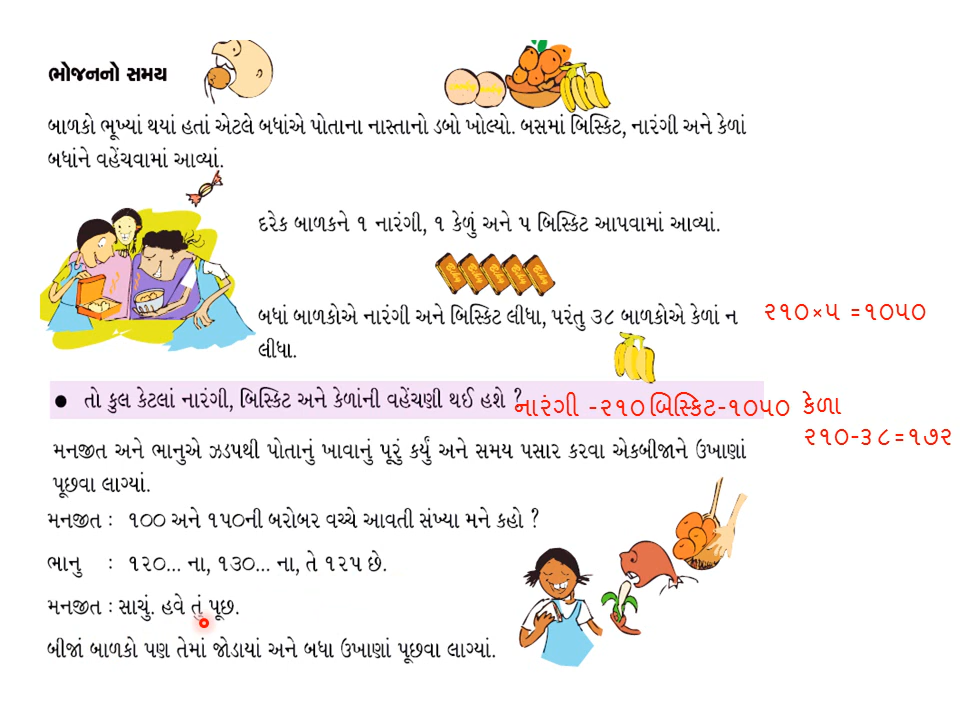 ભોજનનો સમય
બાળકો ભૂખ્યાં થયાં હતાં એટલે બધાંએ પોતાના નાસ્તાનો ડબો ખોલ્યો. બસમાં બિસ્કિટ, નારંગી અને કેળાં
બધાંને વહેંચવામાં આવ્યાં.
દરેક બાળકને ૧ નારંગી, ૧ કેળું અને ૫ બિસ્કિટ આપવામાં આવ્યાં.
બધાં બાળકોએ નારંગી અને બિસ્કિટ લીધા, પરંતુ ૩૮ બાળકોએ કેળાં ન
લીધા.
૨૧૦×૫ =૧૦૫૦
● તો કુલ કેટલાં નારંગી, બિસ્કિટ અને કેળાંની વહેંચણી થઈ હશે ?
નારંગી -૨૧૦ બિસ્કિટ-૧૦૫૦ કેળા
૨૧૦-૩૮=૧૭૨
મનજીત અને ભાનુએ ઝડપથી પોતાનું ખાવાનું પૂરું કર્યું અને સમય પસાર કરવા એકબીજાને ઉખાણાં
પૂછવા લાગ્યાં.
મનજીત : ૧૦૦ અને ૧૫૦ની બરોબર વચ્ચે આવતી સંખ્યા મને કહો ?
ભાનુ : ૧૨૦... ના, ૧૩૦... ના, તે ૧૨૫ છે.
મનજીત : સાચું. હવે તું પૂછ.
બીજાં બાળકો પણ તેમાં જોડાયાં અને બધા ઉખાણાં પૂછવા લાગ્યાં.